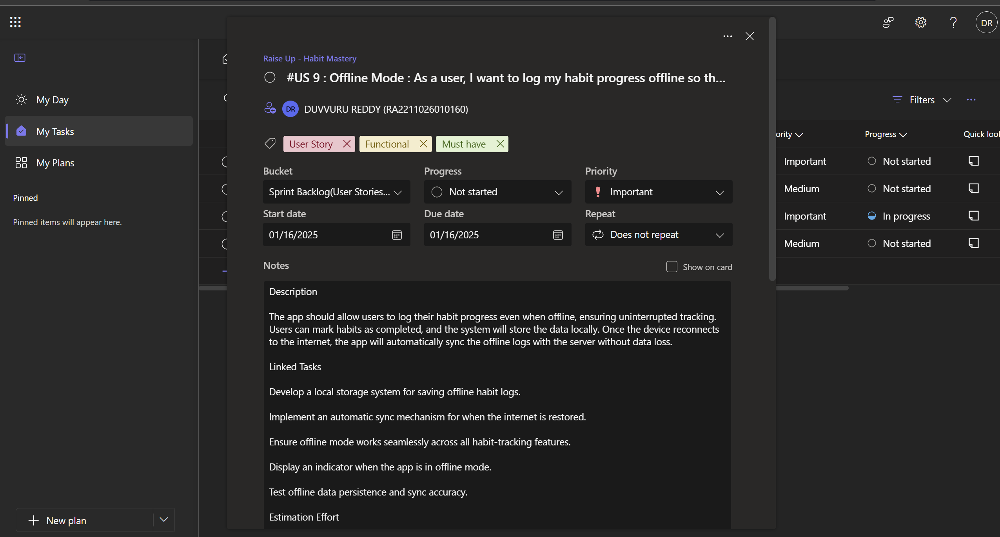 DR
My Day
My Tasks
My Plans
Pinned
Pinned items will appear here.
New plan
Raise Up - Habit Mastery
#US 9 : Offline Mode : As a user, I want to log my habit progress offline so th...
DR DUVVURU REDDY (RA2211026010160)
User Story Functional Must have
Bucket Progress Priority
Sprint Backlog(User Stories... Not started Important
Start date Due date Repeat
01/16/2025 01/16/2025 Does not repeat
Notes Show on card
Description
The app should allow users to log their habit progress even when offline, ensuring uninterrupted tracking.
Users can mark habits as completed, and the system will store the data locally. Once the device reconnects
to the internet, the app will automatically sync the offline logs with the server without data loss.
Linked Tasks
Develop a local storage system for saving offline habit logs.
Implement an automatic sync mechanism for when the internet is restored.
Ensure offline mode works seamlessly across all habit-tracking features.
Display an indicator when the app is in offline mode.
Test offline data persistence and sync accuracy.
Estimation Effort
Filters
ority Progress Quick look
Important Not started
Medium Not started
Important In progress
Medium Not started